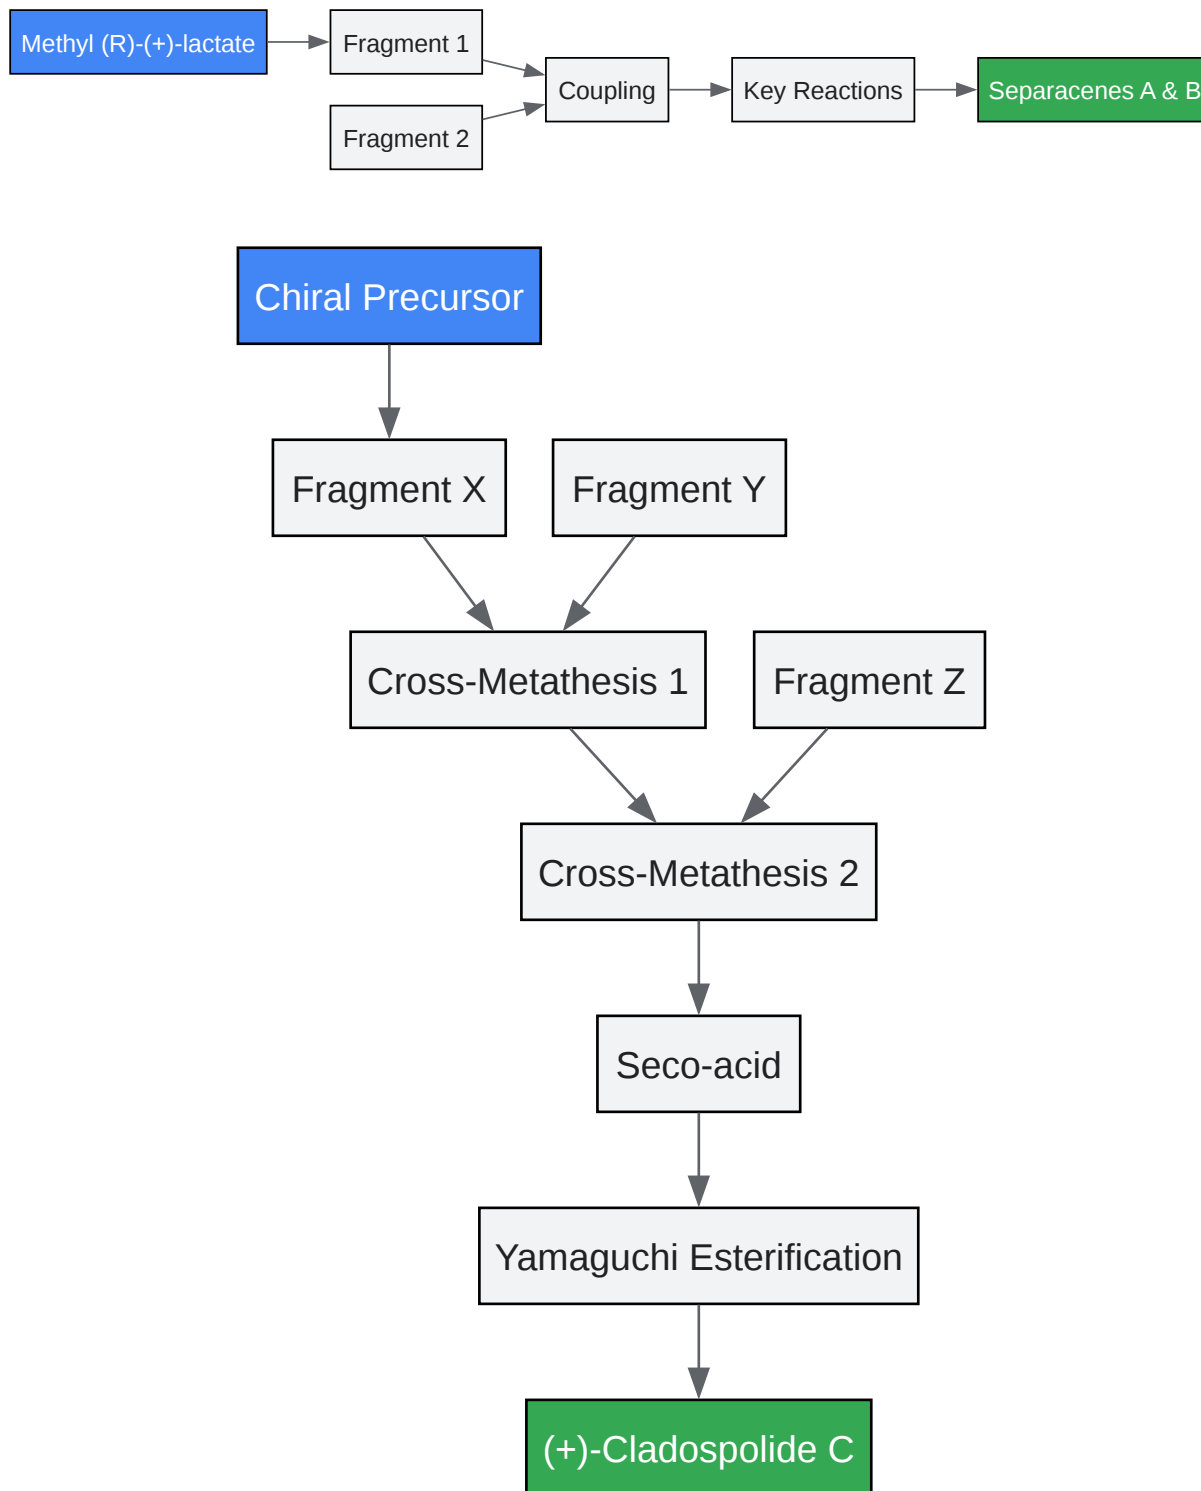 Methyl (R)-(+)-lactate
Fragment 1
Fragment 2
Coupling
Key Reactions
Separacenes A & B
Chiral Precursor
Fragment X
Fragment Y
Cross-Metathesis 1
Fragment Z
Cross-Metathesis 2
Seco-acid
Yamaguchi Esterification
(+)-Cladospolide C